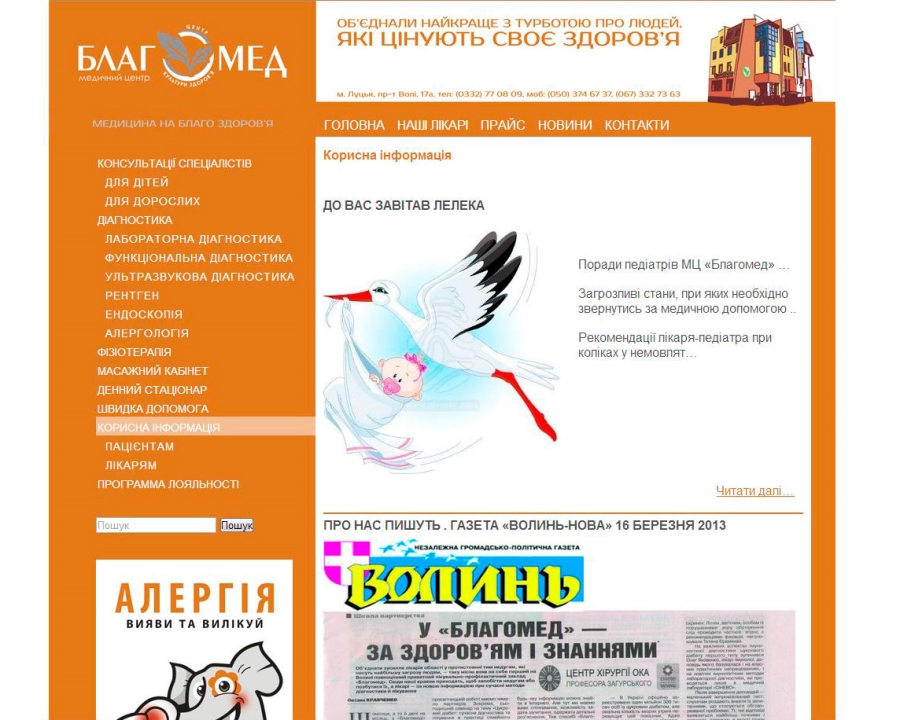 ЦЕНТР
БЛАГОМЕД
медичний центр
КУЛЬТУРИ ЗДОРОВ'Я
ОБ'ЄДНАЛИ НАЙКРАЩЕ З ТУРБОТОЮ ПРО ЛЮДЕЙ,
ЯКІ ЦІНУЮТЬ СВОЄ ЗДОРОВ'Я
м. Луцьк, пр-т Волі, 17а, тел: (0332) 77 08 09, моб: (050) 374 67 37, (067) 332 73 63
МЕДИЦИНА НА БЛАГО ЗДОРОВ'Я
ГОЛОВНА НАШІ ЛІКАРІ ПРАЙС НОВИНИ КОНТАКТИ
КОНСУЛЬТАЦІЇ СПЕЦІАЛІСТІВ
ДЛЯ ДІТЕЙ
ДЛЯ ДОРОСЛИХ
ДІАГНОСТИКА
ЛАБОРАТОРНА ДІАГНОСТИКА
ФУНКЦІОНАЛЬНА ДІАГНОСТИКА
УЛЬТРАЗВУКОВА ДІАГНОСТИКА
РЕНТГЕН
ЕНДОСКОПІЯ
АЛЕРГОЛОГІЯ
ФІЗІОТЕРАПІЯ
МАСАЖНИЙ КАБІНЕТ
ДЕННИЙ СТАЦІОНАР
ШВИДКА ДОПОМОГА
КОРИСНА ІНФОРМАЦІЯ
ПАЦІЄНТАМ
ЛІКАРЯМ
ПРОГРАММА ЛОЯЛЬНОСТІ
Пошук Пошук
АЛЕРГІЯ
ВИЯВИ ТА ВИЛІКУЙ
Корисна інформація
ДО ВАС ЗАВІТАВ ЛЕЛЕКА
Поради педіатрів МЦ «Благомед» …
Загрозливі стани, при яких необхідно
звернутись за медичною допомогою ..
Рекомендації лікаря-педіатра при
коліках у немовлят…
Читати далі…
ПРО НАС ПИШУТЬ . ГАЗЕТА «ВОЛИНЬ-НОВА» 16 БЕРЕЗНЯ 2013
НЕЗАЛЕЖНА ГРОМАДСЬКО-ПОЛІТИЧНА ГАЗЕТА
ВОЛИНЬ
Школа партнерства
У «БЛАГОМЕД» —
ЗА ЗДОРОВ'ЯМ І ЗНАННЯМИ
ЦЕНТР ХІРУРГІЇ ОКА
ПРОФЕСОРА ЗАГУРСЬКОГО
Оксана КРАВЧЕНКО